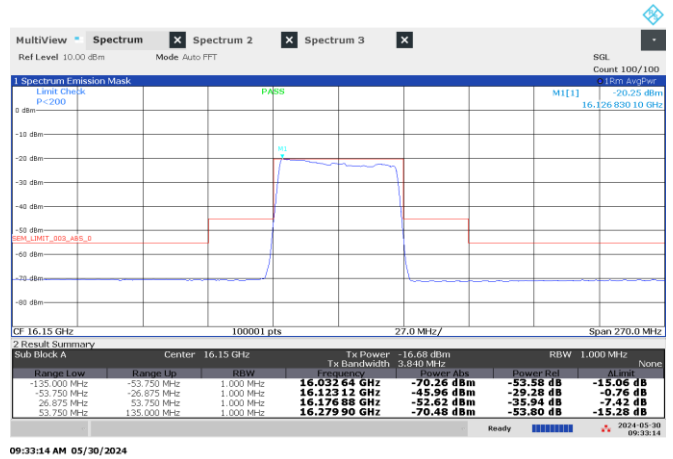 MultiView Spectrum Spectrum 2 Spectrum 3
Ref Level 10.00 dBm Mode Auto FFT SGL
Count 100/100
1 Spectrum Emission Mask 1Rm AvgPwr
Limit Check PASS M1[1] -20.25 dBm
P<200 16.126 830 10 GHz
0 dBm
-10 dBm
M1
-20 dBm
-30 dBm
-40 dBm
-50 dBm
SEM_LIMIT_003_ABS_0
-60 dBm
-70 dBm
-80 dBm
CF 16.15 GHz 100001 pts 27.0 MHz/ Span 270.0 MHz
2 Result Summary
Sub Block A Center 16.15 GHz Tx Power -16.68 dBm RBW 1.000 MHz
Tx Bandwidth 3.840 MHz None
Range Low Range Up RBW Frequency Power Abs Power Rel ΔLimit
-135.000 MHz -53.750 MHz 1.000 MHz 16.032 64 GHz -70.26 dBm -53.58 dB -15.06 dB
-53.750 MHz -26.875 MHz 1.000 MHz 16.123 12 GHz -45.96 dBm -29.28 dB -0.76 dB
26.875 MHz 53.750 MHz 1.000 MHz 16.176 88 GHz -52.62 dBm -35.94 dB -7.42 dB
53.750 MHz 135.000 MHz 1.000 MHz 16.279 90 GHz -70.48 dBm -53.80 dB -15.28 dB
Ready 2024-05-30
09:33:14
09:33:14 AM 05/30/2024